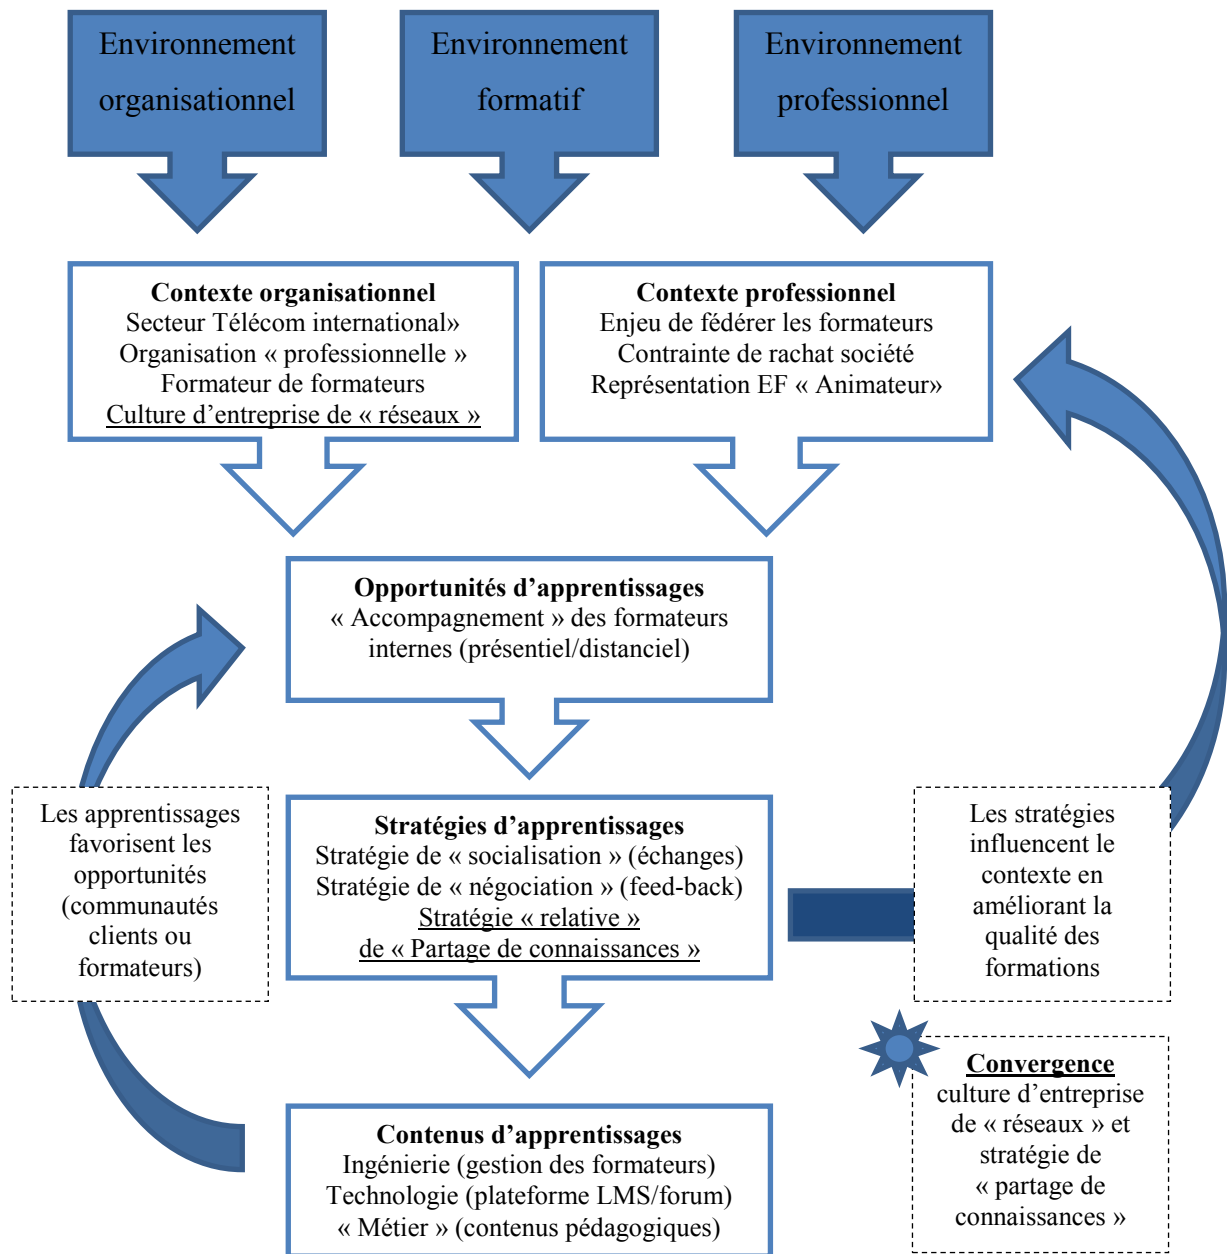 Environnement
organisationnel
Environnement
formatif
Environnement
professionnel
Contexte organisationnel
Secteur Télécom international»
Organisation « professionnelle »
Formateur de formateurs
Culture d’entreprise de « réseaux »
Contexte professionnel
Enjeu de fédérer les formateurs
Contrainte de rachat société
Représentation EF « Animateur»
Opportunités d’apprentissages
« Accompagnement » des formateurs
internes (présentiel/distanciel)
Les apprentissages
favorisent les
opportunités
(communautés
clients ou
formateurs)
Stratégies d’apprentissages
Stratégie de « socialisation » (échanges)
Stratégie de « négociation » (feed-back)
Stratégie « relative »
de « Partage de connaissances »
Les stratégies
influencent le
contexte en
améliorant la
qualité des
formations
Convergence
culture d’entreprise
de « réseaux » et
stratégie de
« partage de
connaissances »
Contenus d’apprentissages
Ingénierie (gestion des formateurs)
Technologie (plateforme LMS/forum)
« Métier » (contenus pédagogiques)